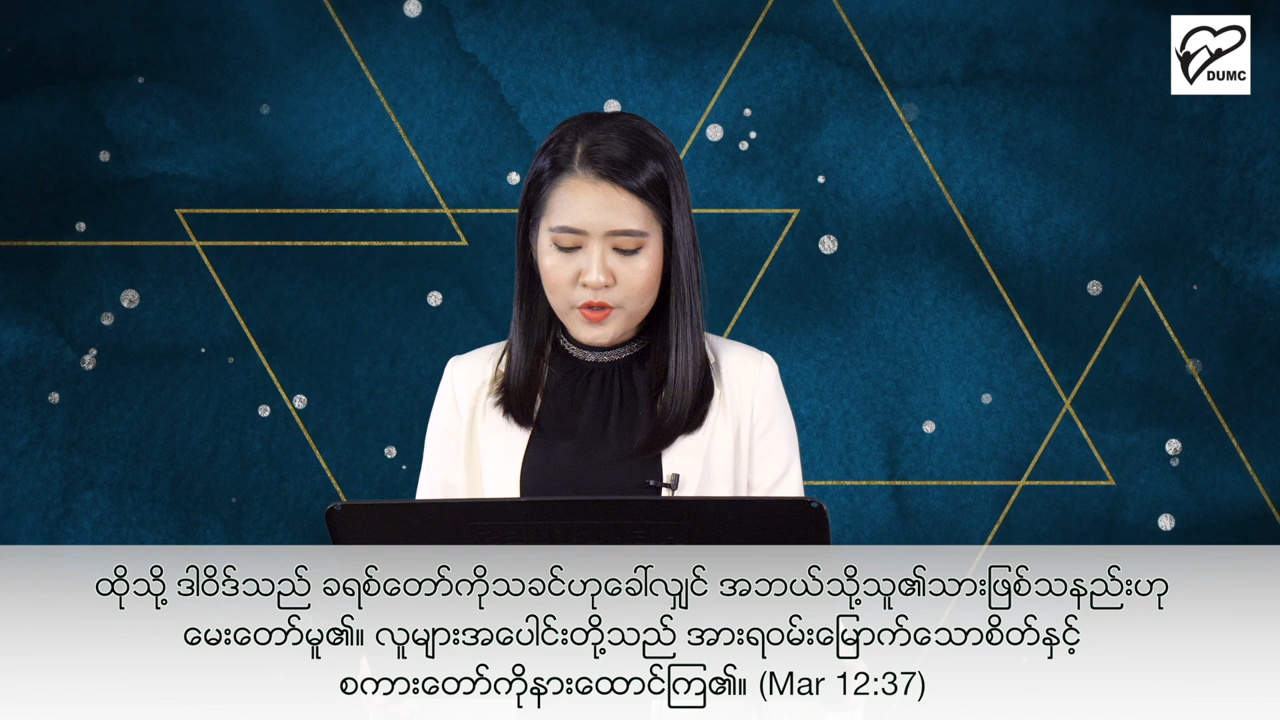 DUMC
ထိုသို့ ဒါဝိဒ်သည် ခရစ်တော်ကိုသခင်ဟုခေါ်လျှင် အဘယ်သို့သူ၏သားဖြစ်သနည်းဟု
မေးတော်မူ၏။ လူများအပေါင်းတို့သည် အားရဝမ်းမြောက်သောစိတ်နှင့်
စကားတော်ကိုနားထောင်ကြ၏။ (Mar 12:37)